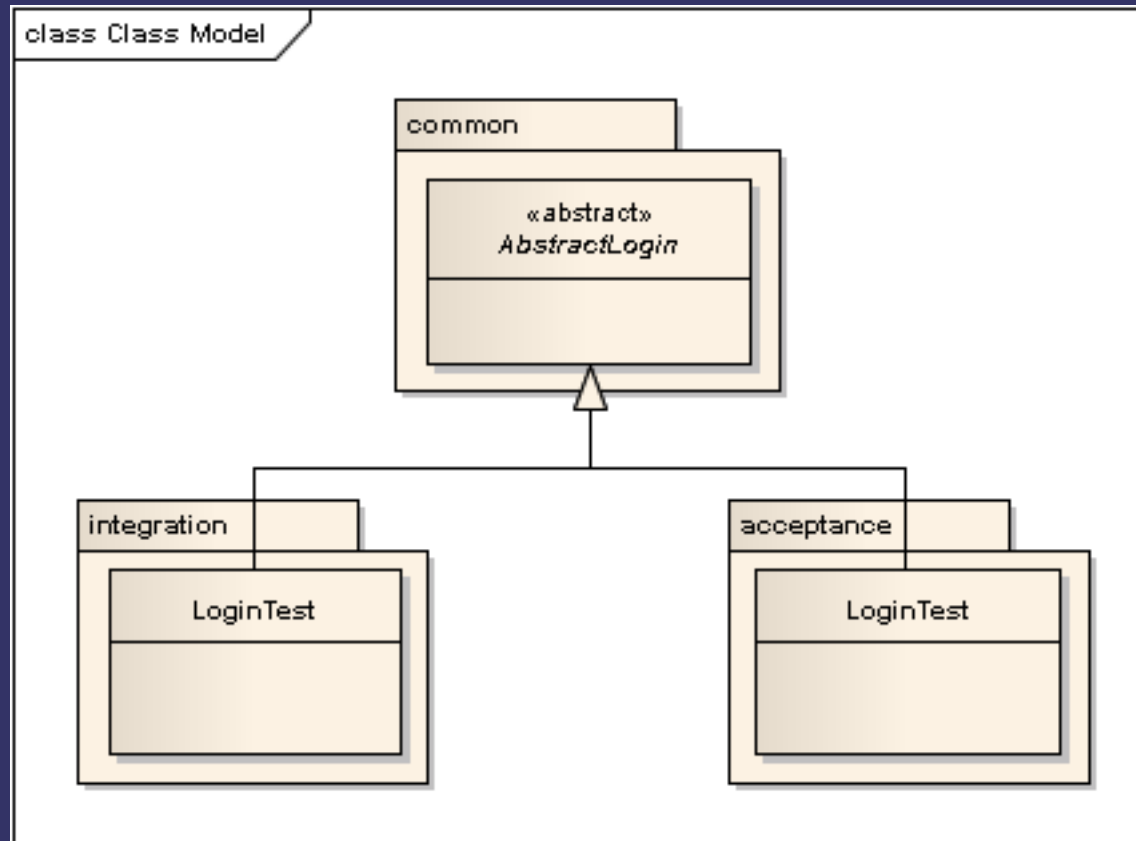 class Class Model
common
«abstract»
AbstractLogin
integration
acceptance
LoginTest
LoginTest